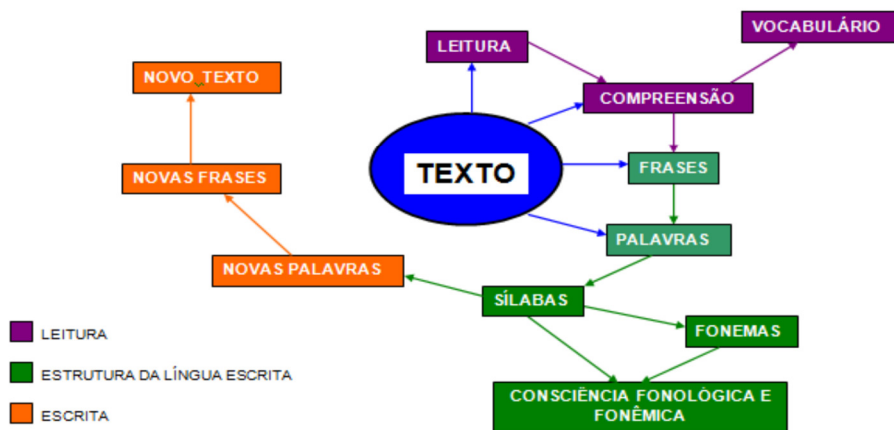 VOCABULÁRIO
LEITURA
NOVO TEXTO
COMPREENSÃO
TEXTO
FRASES
NOVAS FRASES
PALAVRAS
NOVAS PALAVRAS
SÍLABAS
FONEMAS
LEITURA
ESTRUTURA DA LÍNGUA ESCRITA
CONSCIÊNCIA FONOLÓGICA E
FONÊMICA
ESCRITA